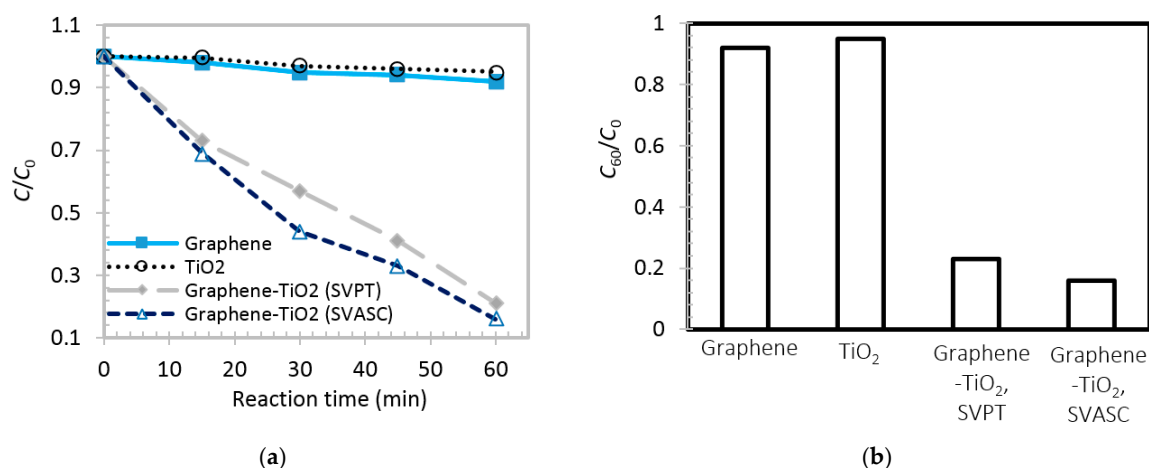 1.1
0.9
0.7
0.5
0.3
0.1
C/C0
Graphene
TiO2
Graphene-TiO2 (SVPT)
Graphene-TiO2 (SVASC)
0 10 20 30 40 50 60
Reaction time (min)
(a)
1
0.8
0.6
0.4
0.2
0
C60/C0
Graphene
TiO2
Graphene
-TiO2,
SVPT
Graphene
-TiO2,
SVASC
(b)